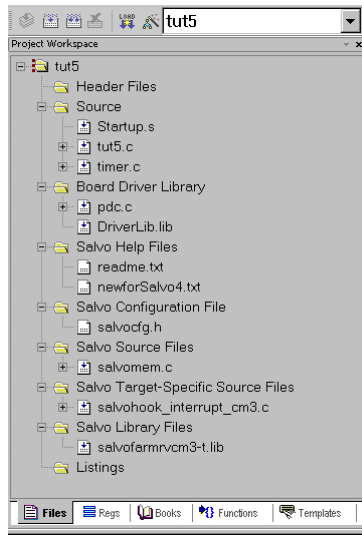 LOAD tut5
Project Workspace
tut5
Header Files
Source
Startup.s
tut5.c
timer.c
Board Driver Library
pdc.c
DriverLib.lib
Salvo Help Files
readme.txt
newforSalvo4.txt
Salvo Configuration File
salvocfg.h
Salvo Source Files
salvomem.c
Salvo Target-Specific Source Files
salvohook_interrupt_cm3.c
Salvo Library Files
salvofarmrvcm3-t.lib
Listings
Files Regs Books Functions Templates